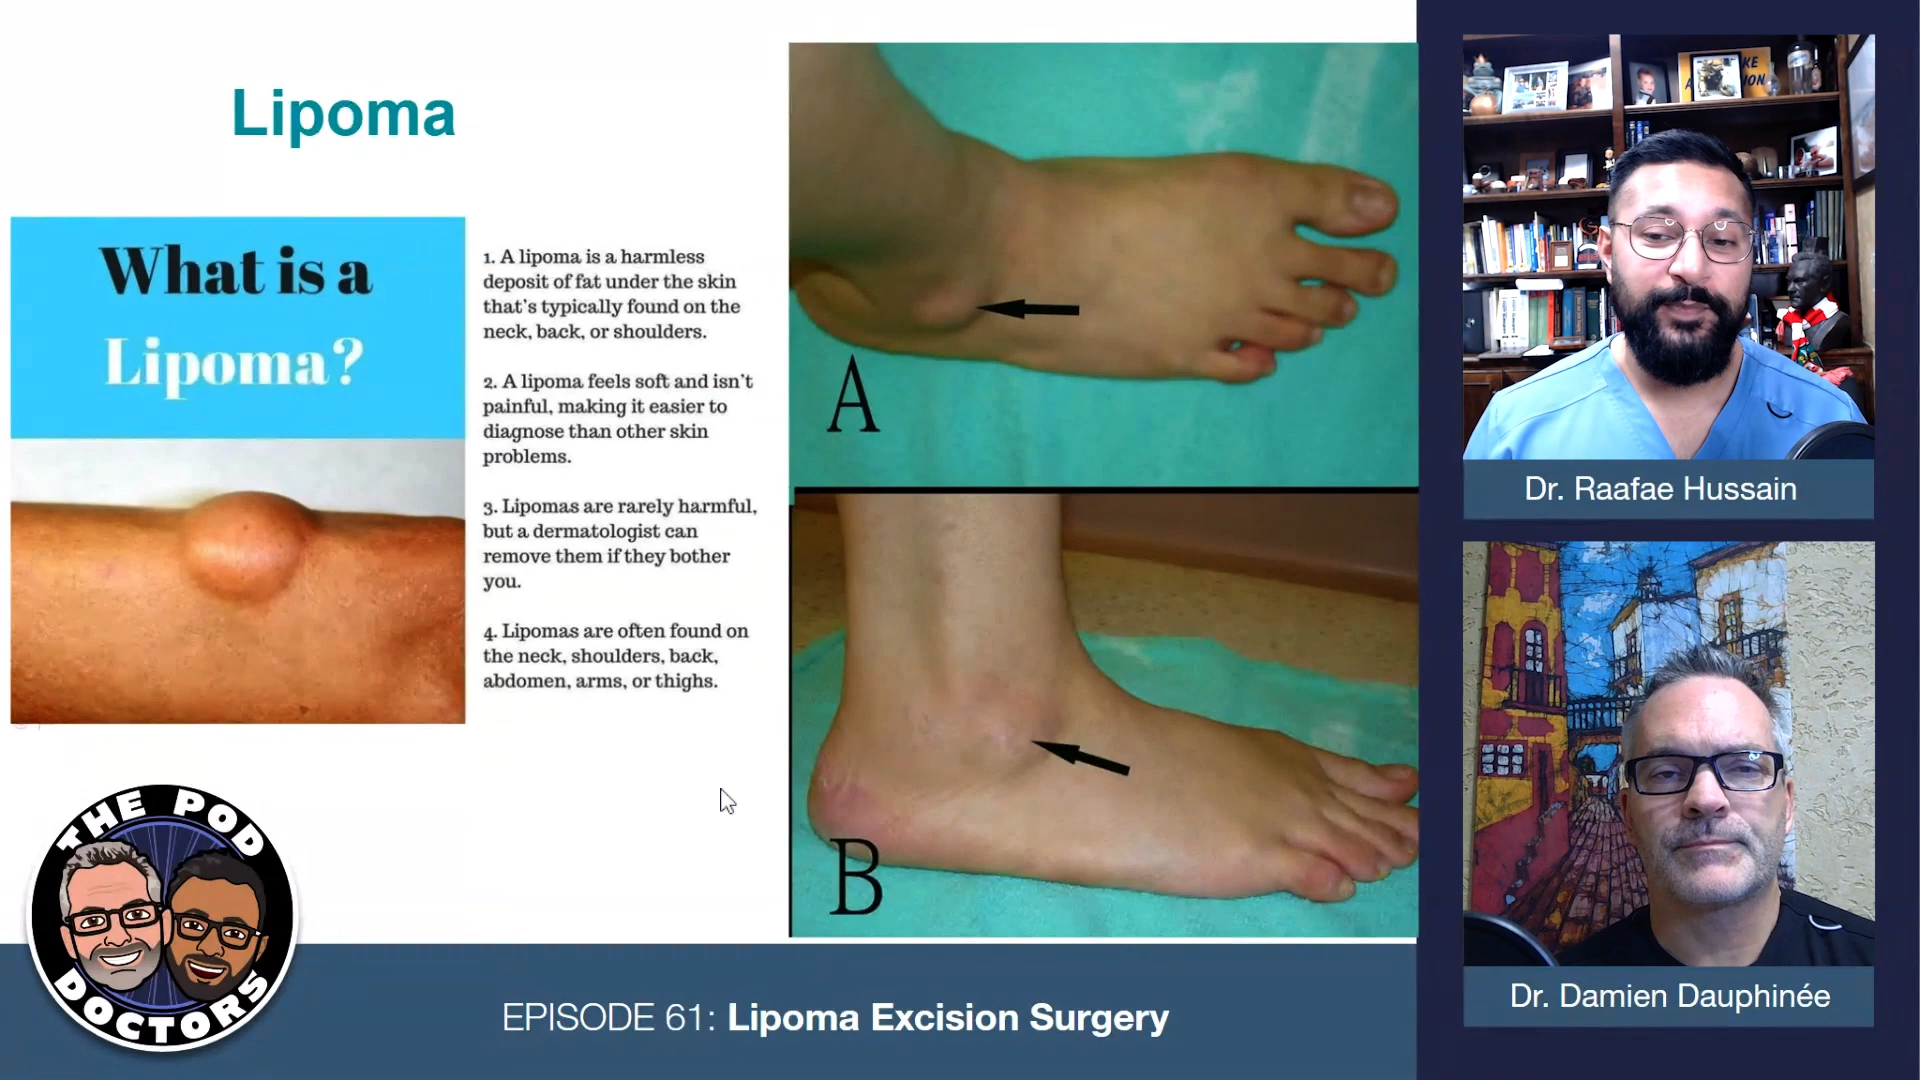 Lipoma
What is a
Lipoma?
1. A lipoma is a harmless
deposit of fat under the skin
that's typically found on the
neck, back, or shoulders.
2. A lipoma feels soft and isn't
painful, making it easier to
diagnose than other skin
problems.
3. Lipomas are rarely harmful,
but a dermatologist can
remove them if they bother
you.
4. Lipomas are often found on
the neck, shoulders, back,
abdomen, arms, or thighs.
A
B
Dr. Raafae Hussain
Dr. Damien Dauphinée
THE POD
DOCTORS
EPISODE 61: Lipoma Excision Surgery